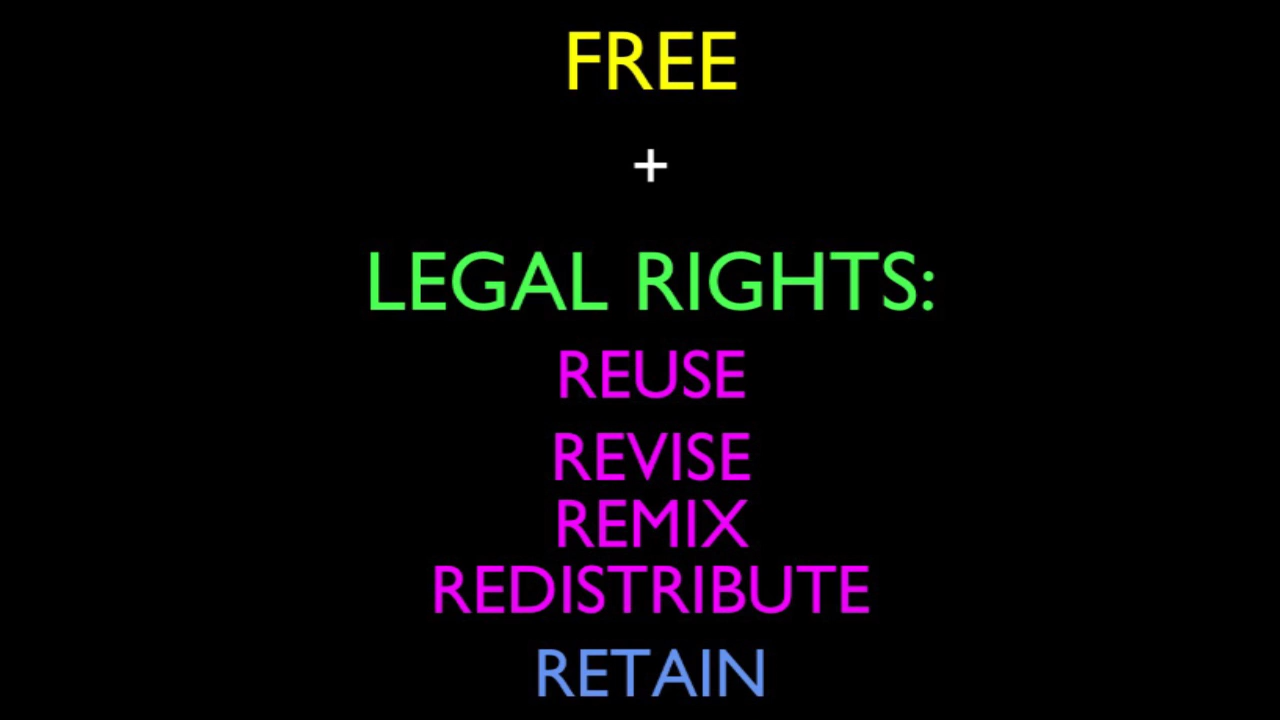 FREE
+
LEGAL RIGHTS:
REUSE
REVISE
REMIX
REDISTRIBUTE
RETAIN